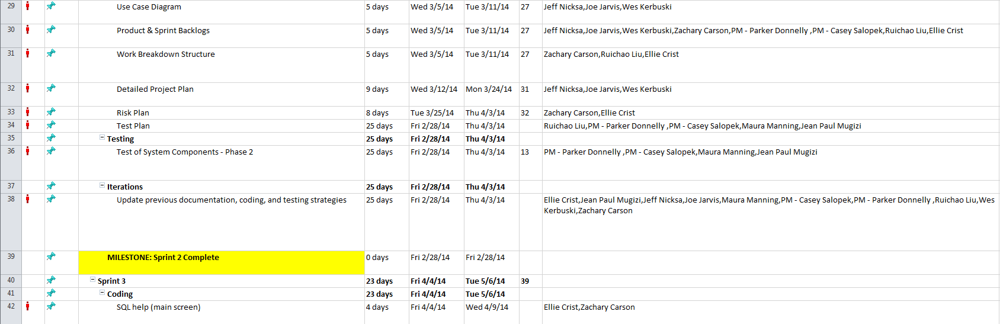 29 Use Case Diagram 5 days Wed 3/5/14 Tue 3/11/14 27 Jeff Nicksa,Joe Jarvis,Wes Kerbuski
30 Product & Sprint Backlogs 5 days Wed 3/5/14 Tue 3/11/14 27 Jeff Nicksa,Joe Jarvis,Wes Kerbuski,Zachary Carson,PM - Parker Donnelly ,PM - Casey Salopek,Ruichao Liu,Ellie Crist
31 Work Breakdown Structure 5 days Wed 3/5/14 Tue 3/11/14 27 Zachary Carson,Ruichao Liu,Ellie Crist
32 Detailed Project Plan 9 days Wed 3/12/14 Mon 3/24/14 31 Jeff Nicksa,Joe Jarvis,Wes Kerbuski
33 Risk Plan 8 days Tue 3/25/14 Thu 4/3/14 32 Zachary Carson,Ellie Crist
34 Test Plan 25 days Fri 2/28/14 Thu 4/3/14 Ruichao Liu,PM - Parker Donnelly ,PM - Casey Salopek,Maura Manning,Jean Paul Mugizi
35 Testing 25 days Fri 2/28/14 Thu 4/3/14
36 Test of System Components - Phase 2 25 days Fri 2/28/14 Thu 4/3/14 13 PM - Parker Donnelly ,PM - Casey Salopek,Maura Manning,Jean Paul Mugizi
37 Iterations 25 days Fri 2/28/14 Thu 4/3/14
38 Update previous documentation, coding, and testing strategies 25 days Fri 2/28/14 Thu 4/3/14 Ellie Crist,Jean Paul Mugizi,Jeff Nicksa,Joe Jarvis,Maura Manning,PM - Casey Salopek,PM - Parker Donnelly ,Ruichao Liu,Wes
Kerbuski,Zachary Carson
39 MILESTONE: Sprint 2 Complete 0 days Fri 2/28/14 Fri 2/28/14
40 Sprint 3 23 days Fri 4/4/14 Tue 5/6/14 39
41 Coding 23 days Fri 4/4/14 Tue 5/6/14
42 SQL help (main screen) 4 days Fri 4/4/14 Wed 4/9/14 Ellie Crist,Zachary Carson